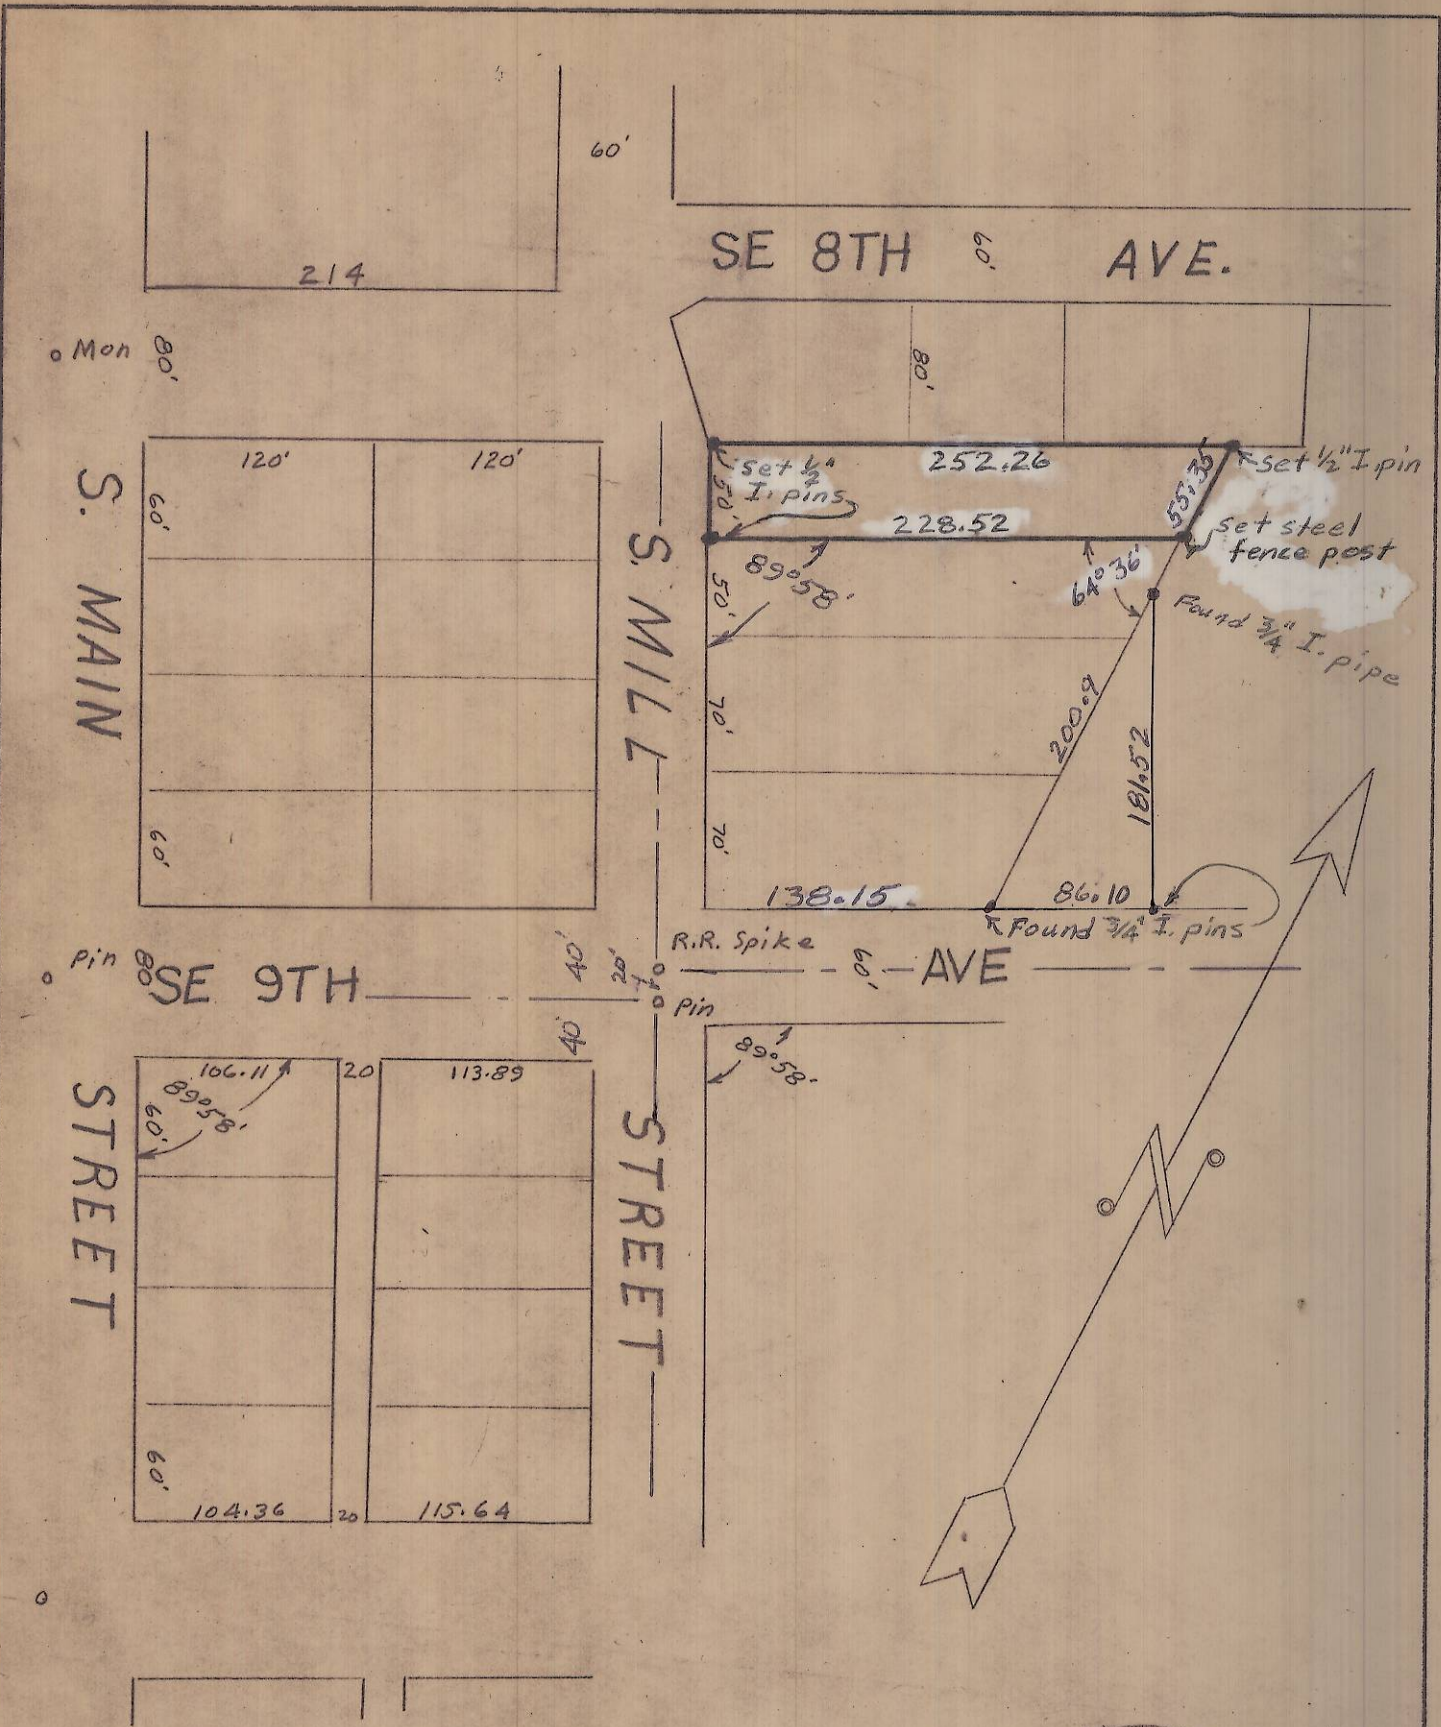 60'
214
SE 8TH 60' AVE.
Mon 80'
80'
120' 120'
60'
S. MAIN
60'
252.26
Set 1/2"
I. pins
50'
55.35
Set 1/2" I. pin
228.52
Set steel
fence post
89°58'
64°36'
50'
Found 3/4" I. pipe
S. MILL
70'
200.9
181.52
70'
138.15
86.10
Found 3/4" I. pins
R.R. Spike
Pin 80'
SE 9TH
40'
20'
60'
AVE
Pin
40'
106.11
20
113.89
89°58'
60'
89°58'
STREET
STREET
N
60'
104.36
20
115.64